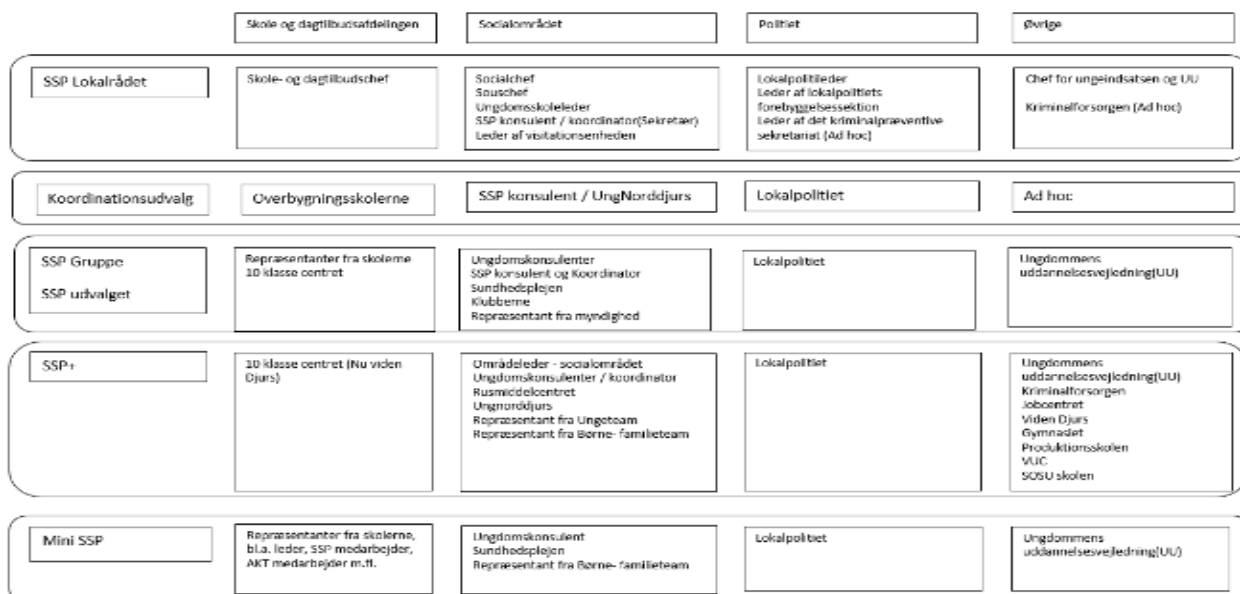 Skole og dagtilbudsafdelingen
Socialområdet
Politiet
Øvrige
SSP Lokalrådet
Skole- og dagtilbudschef
Socialchef
Souschef
Ungdomsskoleleder
SSP konsulent / koordinator(Sekretær)
Leder af visitationsenheden
Lokalpolitileder
Leder af lokalpolitiets
forebyggelsessektion
Leder af det kriminalpræventive
sekretariat (Ad hoc)
Chef for ungeindsatsen og UU
Kriminalforsorgen (Ad hoc)
Koordinationsudvalg
Overbygningsskolerne
SSP konsulent / UngNorddjurs
Lokalpolitiet
Ad hoc
SSP Gruppe
SSP udvalget
Repræsentanter fra skolerne
10 klasse centret
Ungdomskonsulenter
SSP konsulent og Koordinator
Sundhedsplejen
Klubberne
Repræsentant fra myndighed
Lokalpolitiet
Ungdommens
uddannelsesvejledning(UU)
SSP+
10 klasse centret (Nu viden
Djurs)
Områdeleder - socialområdet
Ungdomskonsulenter / koordinator
Rusmiddelcentret
Ungnorddjurs
Repræsentant fra Ungeteam
Repræsentant fra Børne- familieteam
Lokalpolitiet
Ungdommens
uddannelsesvejledning(UU)
Kriminalforsorgen
Jobcentret
Viden Djurs
Gymnasiet
Produktionsskolen
VUC
SOSU skolen
Mini SSP
Repræsentanter fra skolerne,
bl.a. leder, SSP medarbejder,
AKT medarbejder m.fl.
Ungdomskonsulent
Sundhedsplejen
Repræsentant fra Børne- familieteam
Lokalpolitiet
Ungdommens
uddannelsesvejledning(UU)